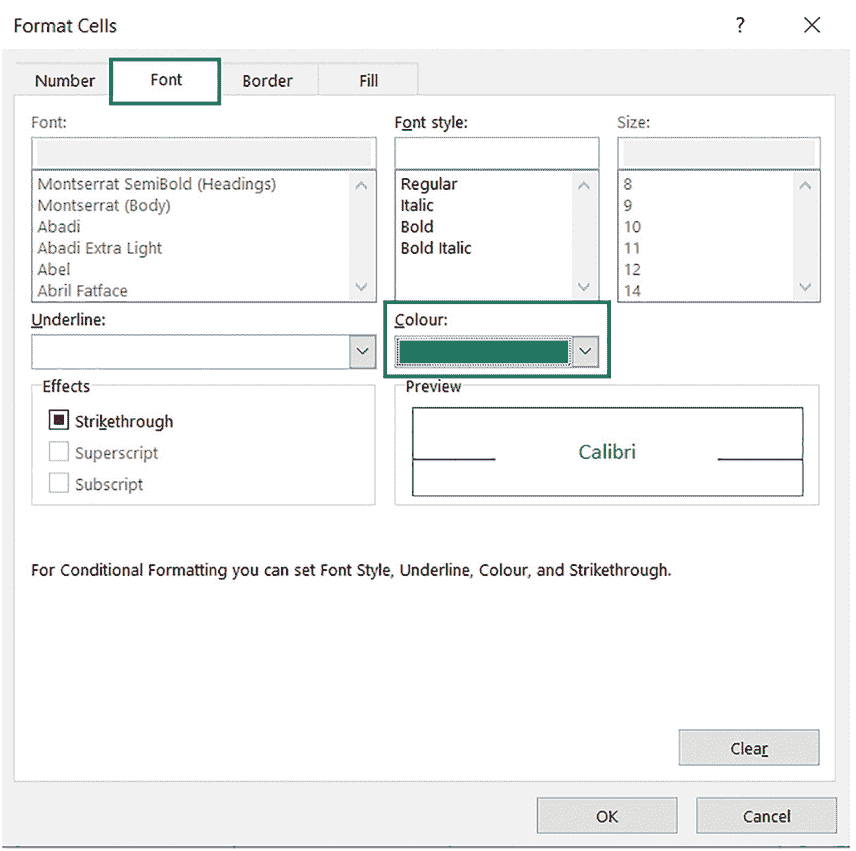 Format Cells
?
Number Font Border Fill
Font: Font style: Size:
Montserrat SemiBold (Headings) Regular 8
Montserrat (Body) Italic 9
Abadi Bold 10
Abadi Extra Light Bold Italic 11
Abel 12
Abril Fatface 14
Underline: Colour:
Effects Preview
Strikethrough
Calibri
Superscript
Subscript
For Conditional Formatting you can set Font Style, Underline, Colour, and Strikethrough.
Clear
OK Cancel